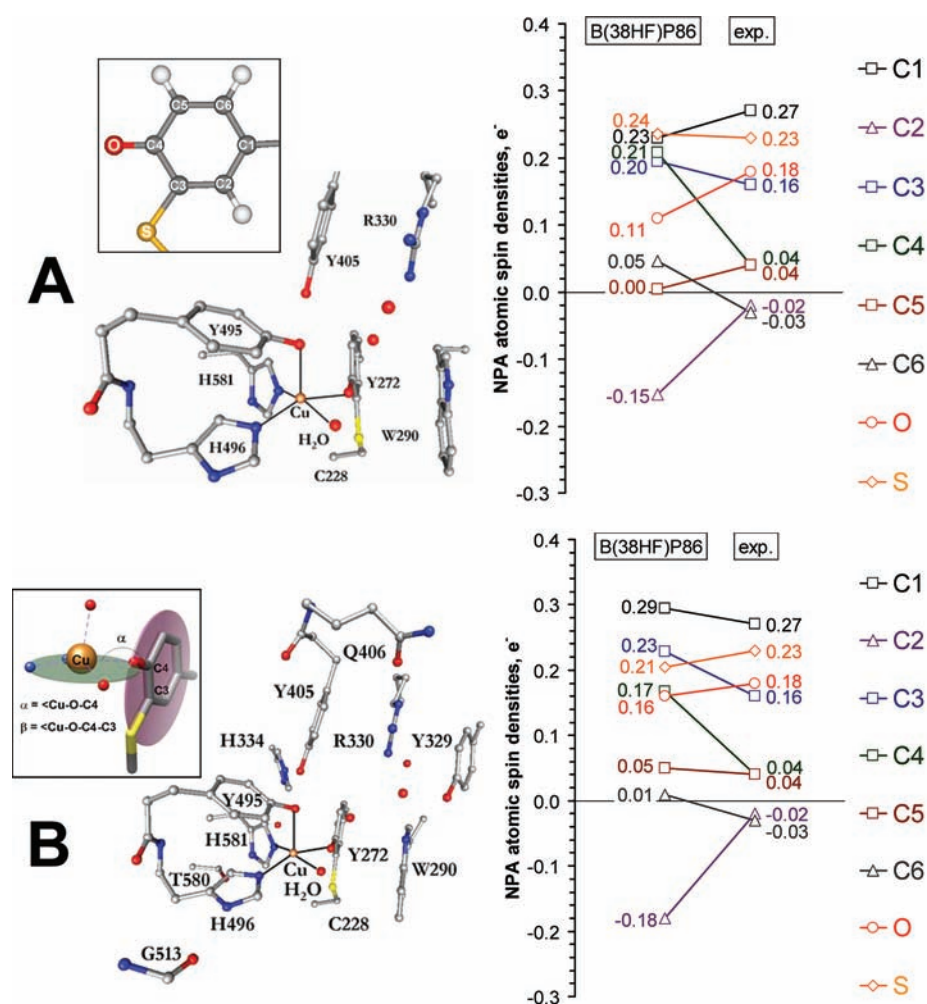 A
C5
C6
O
C4
C1
C3
C2
S
R330
Y405
Y495
H581
Y272
Cu
H2O
W290
H496
C228
B(38HF)P86
exp.
NPA atomic spin densities, e-
0.4
0.3
0.2
0.1
0.0
-0.1
-0.2
-0.3
0.24
0.23
0.21
0.20
0.11
0.05
0.00
-0.15
0.27
0.23
0.18
0.16
0.04
0.04
-0.02
-0.03
C1
C2
C3
C4
C5
C6
O
S
B
Cu
α
C4
C3
α = <Cu-O-C4
β = <Cu-O-C4-C3
Q406
Y405
H334
R330
Y329
Y495
H581
Y272
T580
Cu
H2O
W290
H496
C228
G513
B(38HF)P86
exp.
NPA atomic spin densities, e-
0.4
0.3
0.2
0.1
0.0
-0.1
-0.2
-0.3
0.29
0.23
0.21
0.17
0.16
0.05
0.01
-0.18
0.27
0.23
0.18
0.16
0.04
0.04
-0.02
-0.03
C1
C2
C3
C4
C5
C6
O
S